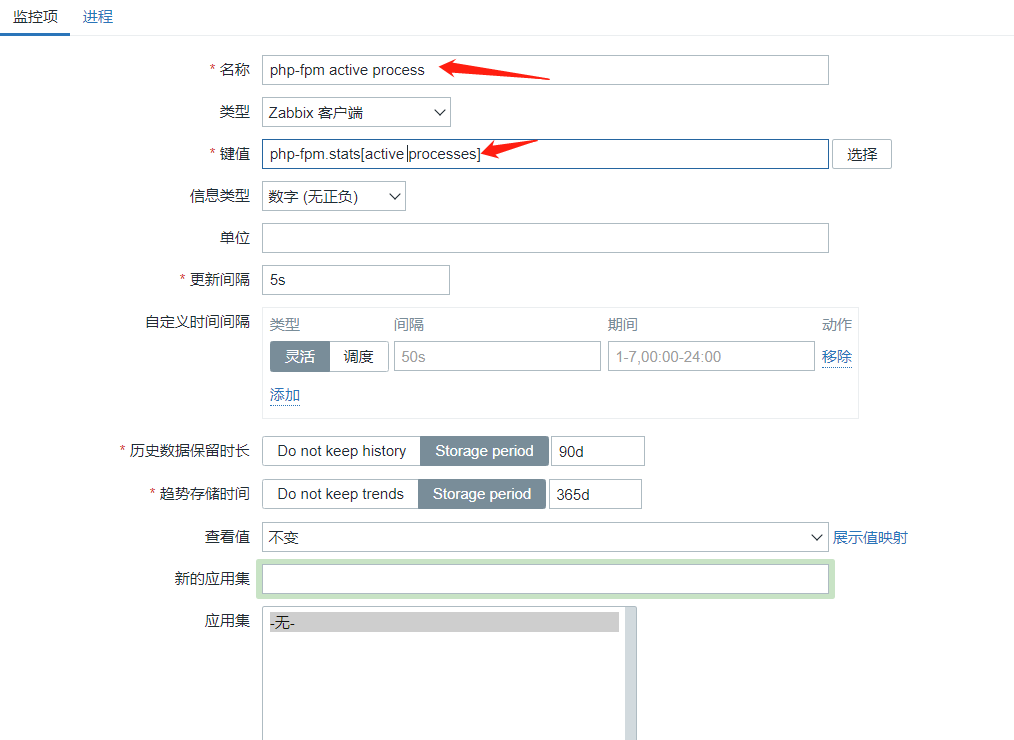 监控项 进程
* 名称 php-fpm active process
类型 Zabbix 客户端
* 键值 php-fpm.stats[active processes] 选择
信息类型 数字 (无正负)
单位
* 更新间隔 5s
自定义时间间隔 类型 间隔 期间 动作
灵活 调度 50s 1-7,00:00-24:00 移除
添加
* 历史数据保留时长 Do not keep history Storage period 90d
* 趋势存储时间 Do not keep trends Storage period 365d
查看值 不变 展示值映射
新的应用集
应用集 -无-